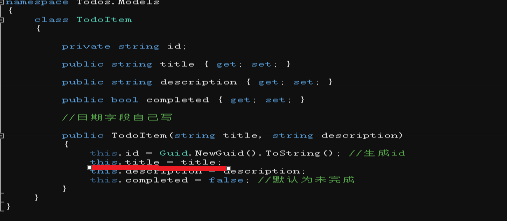 namespace Todos.Models
{
class TodoItem
{
private string id;
public string title { get; set; }
public string description { get; set; }
public bool completed { get; set; }
//日期字段自己写
public TodoItem(string title, string description)
{
this.id = Guid.NewGuid().ToString(); //生成id
this.title = title;
this.description = description;
this.completed = false; //默认为未完成
}
}
}